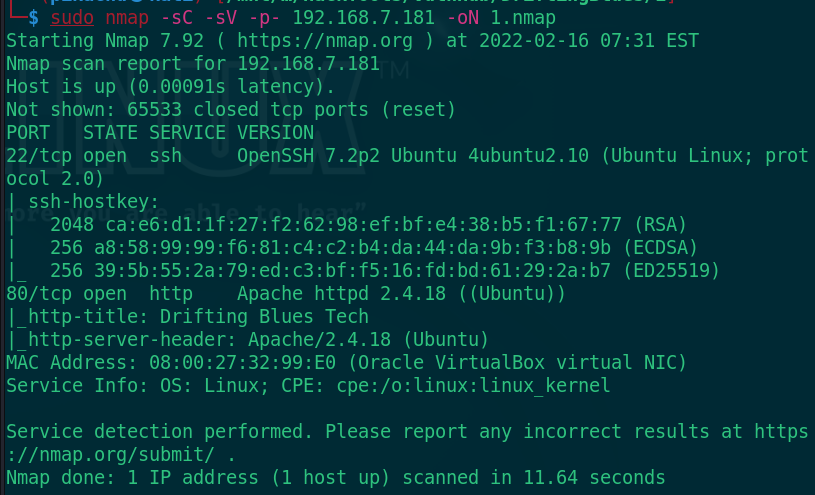 $ sudo nmap -sC -sV -p- 192.168.7.181 -oN 1.nmap
Starting Nmap 7.92 ( https://nmap.org ) at 2022-02-16 07:31 EST
Nmap scan report for 192.168.7.181
Host is up (0.00091s latency).
Not shown: 65533 closed tcp ports (reset)
PORT   STATE SERVICE VERSION
22/tcp open  ssh     OpenSSH 7.2p2 Ubuntu 4ubuntu2.10 (Ubuntu Linux; prot
ocol 2.0)
| ssh-hostkey:
|   2048 ca:e6:d1:1f:27:f2:62:98:ef:bf:e4:38:b5:f1:67:77 (RSA)
|   256 a8:58:99:99:f6:81:c4:c2:b4:da:44:da:9b:f3:b8:9b (ECDSA)
|_  256 39:5b:55:2a:79:ed:c3:bf:f5:16:fd:bd:61:29:2a:b7 (ED25519)
80/tcp open  http    Apache httpd 2.4.18 ((Ubuntu))
|_http-title: Drifting Blues Tech
|_http-server-header: Apache/2.4.18 (Ubuntu)
MAC Address: 08:00:27:32:99:E0 (Oracle VirtualBox virtual NIC)
Service Info: OS: Linux; CPE: cpe:/o:linux:linux_kernel
Service detection performed. Please report any incorrect results at https
://nmap.org/submit/ .
Nmap done: 1 IP address (1 host up) scanned in 11.64 seconds